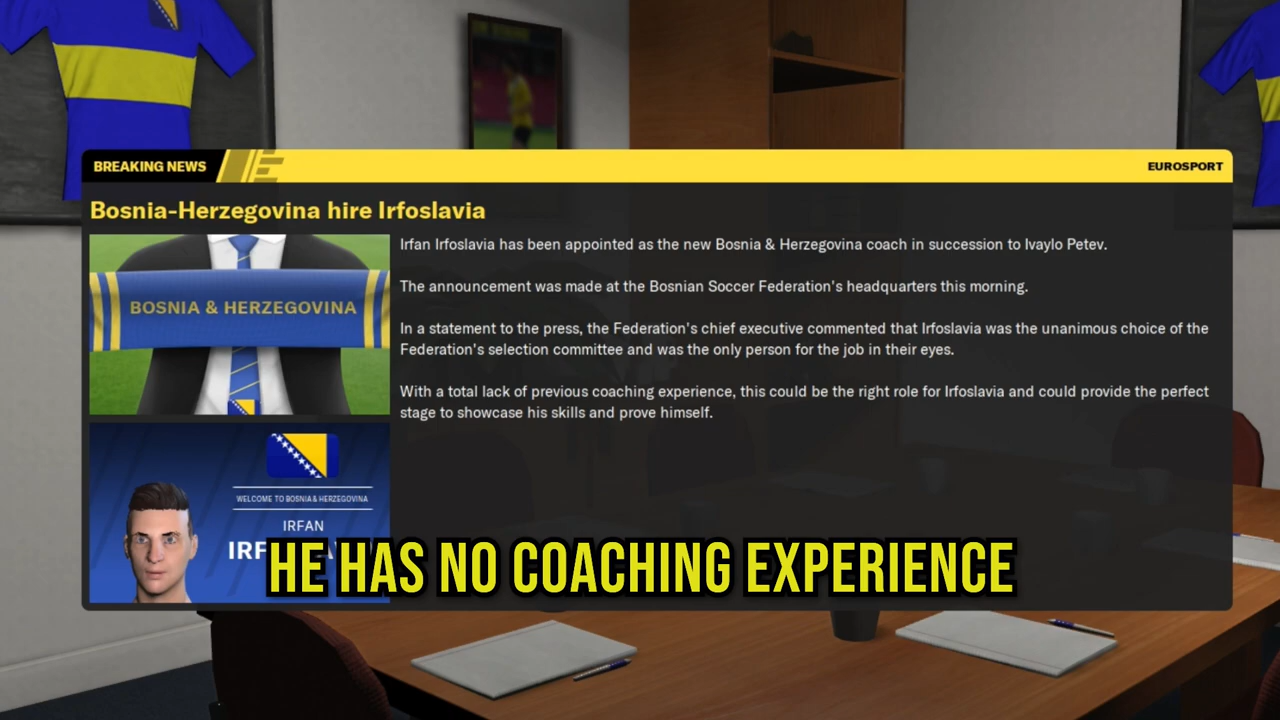 BREAKING NEWS
EUROSPORT
Bosnia-Herzegovina hire Irfoslavia
BOSNIA & HERZEGOVINA
Irfan Irfoslavia has been appointed as the new Bosnia & Herzegovina coach in succession to Ivaylo Petev.
The announcement was made at the Bosnian Soccer Federation's headquarters this morning.
In a statement to the press, the Federation's chief executive commented that Irfoslavia was the unanimous choice of the
Federation's selection committee and was the only person for the job in their eyes.
With a total lack of previous coaching experience, this could be the right role for Irfoslavia and could provide the perfect
stage to showcase his skills and prove himself.
WELCOME TO BOSNIA & HERZEGOVINA
IRFAN
HE HAS NO COACHING EXPERIENCE